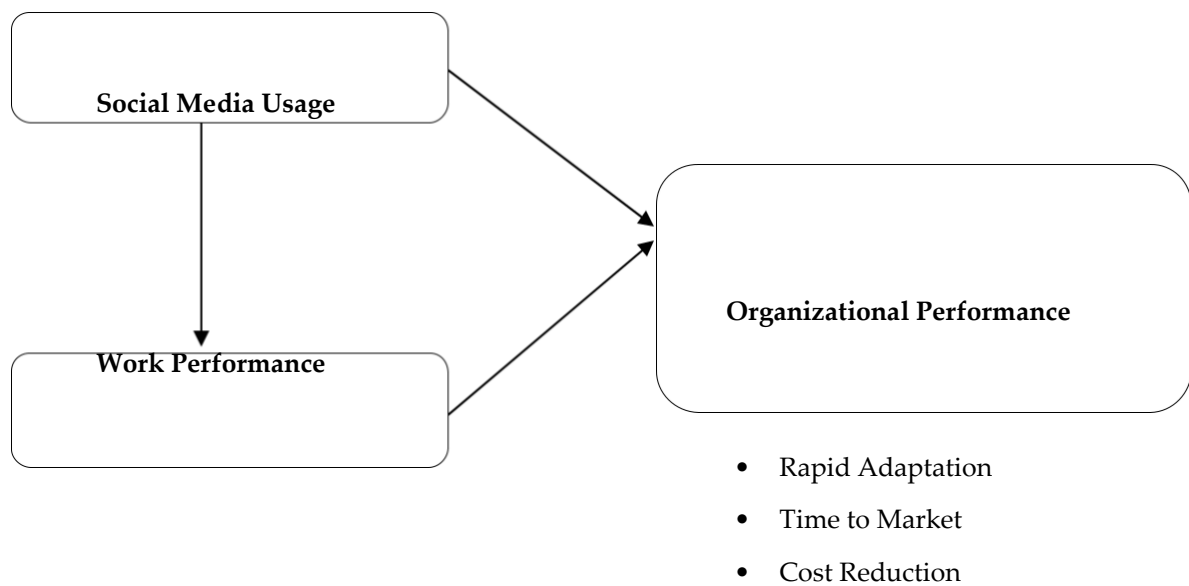 Social Media Usage
Work Performance
Organizational Performance
• Rapid Adaptation
• Time to Market
• Cost Reduction